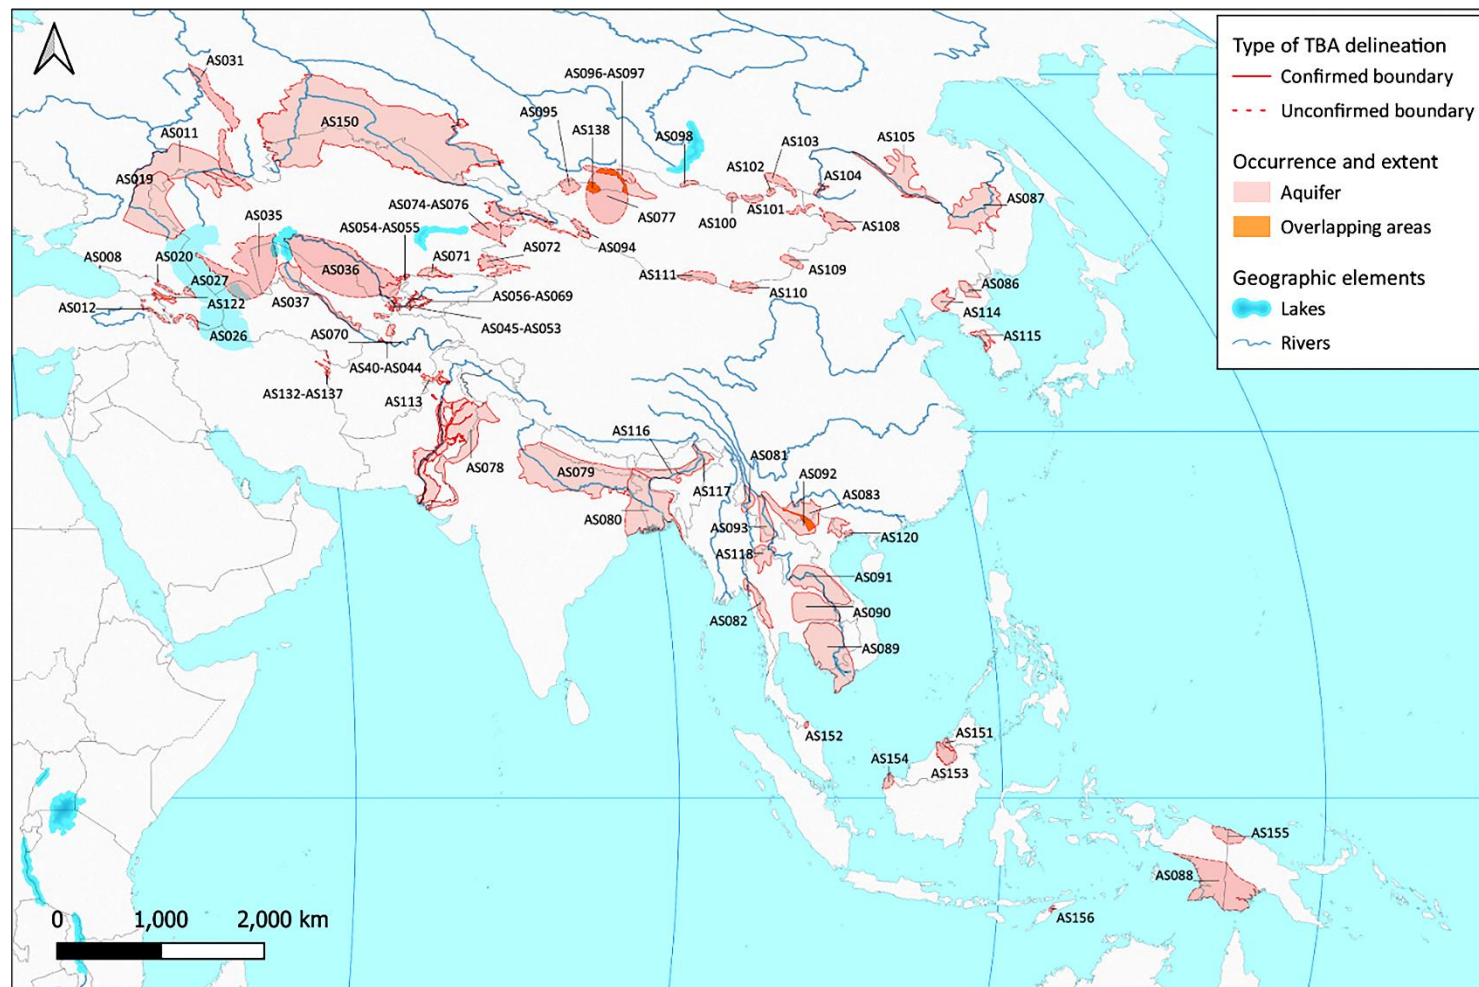 AS031
AS150
AS011
AS019
AS096-AS097
AS095
AS138
AS098
AS103
AS102
AS105
AS104
AS087
AS100
AS101
AS108
AS077
AS094
AS074-AS076
AS054-AS055
AS035
AS036
AS071
AS072
AS008
AS020
AS027
AS122
AS012
AS026
AS037
AS070
AS056-AS069
AS045-AS053
AS40-AS044
AS132-AS137
AS113
AS111
AS109
AS110
AS086
AS114
AS115
AS078
AS079
AS116
AS080
AS117
AS081
AS092
AS083
AS093
AS118
AS120
AS091
AS090
AS082
AS089
AS152
AS151
AS154
AS153
AS155
AS088
AS156
0 1,000 2,000 km
Type of TBA delineation
Confirmed boundary
Unconfirmed boundary
Occurrence and extent
Aquifer
Overlapping areas
Geographic elements
Lakes
Rivers